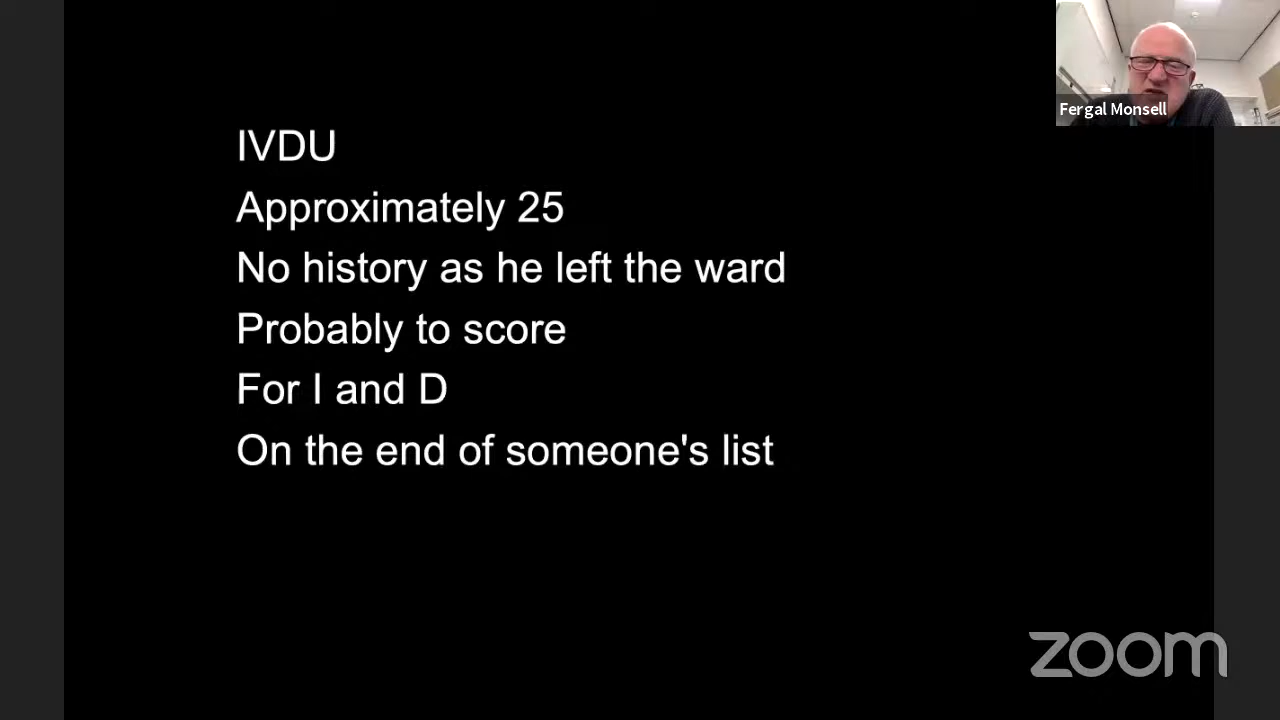 Fergal Monsell
IVDU
Approximately 25
No history as he left the ward
Probably to score
For I and D
On the end of someone's list
zoom